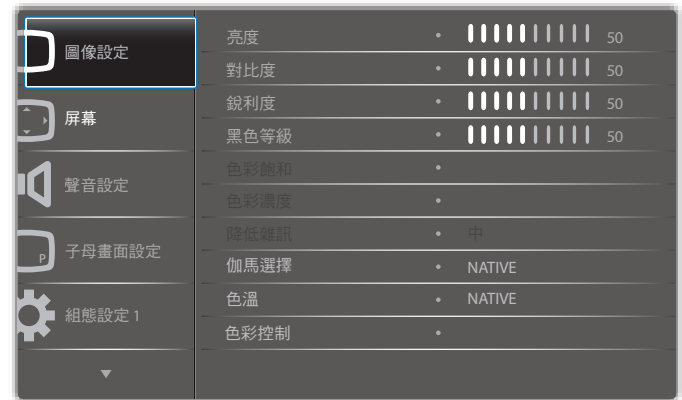 圖像設定
屏幕
聲音設定
P
子母畫面設定
組態設定 1
亮度 • 50
對比度 • 50
銳利度 • 50
黑色等級 • 50
色彩飽和 •
色彩濃度 •
降低雜訊 • 中
伽馬選擇 • NATIVE
色溫 • NATIVE
色彩控制 •